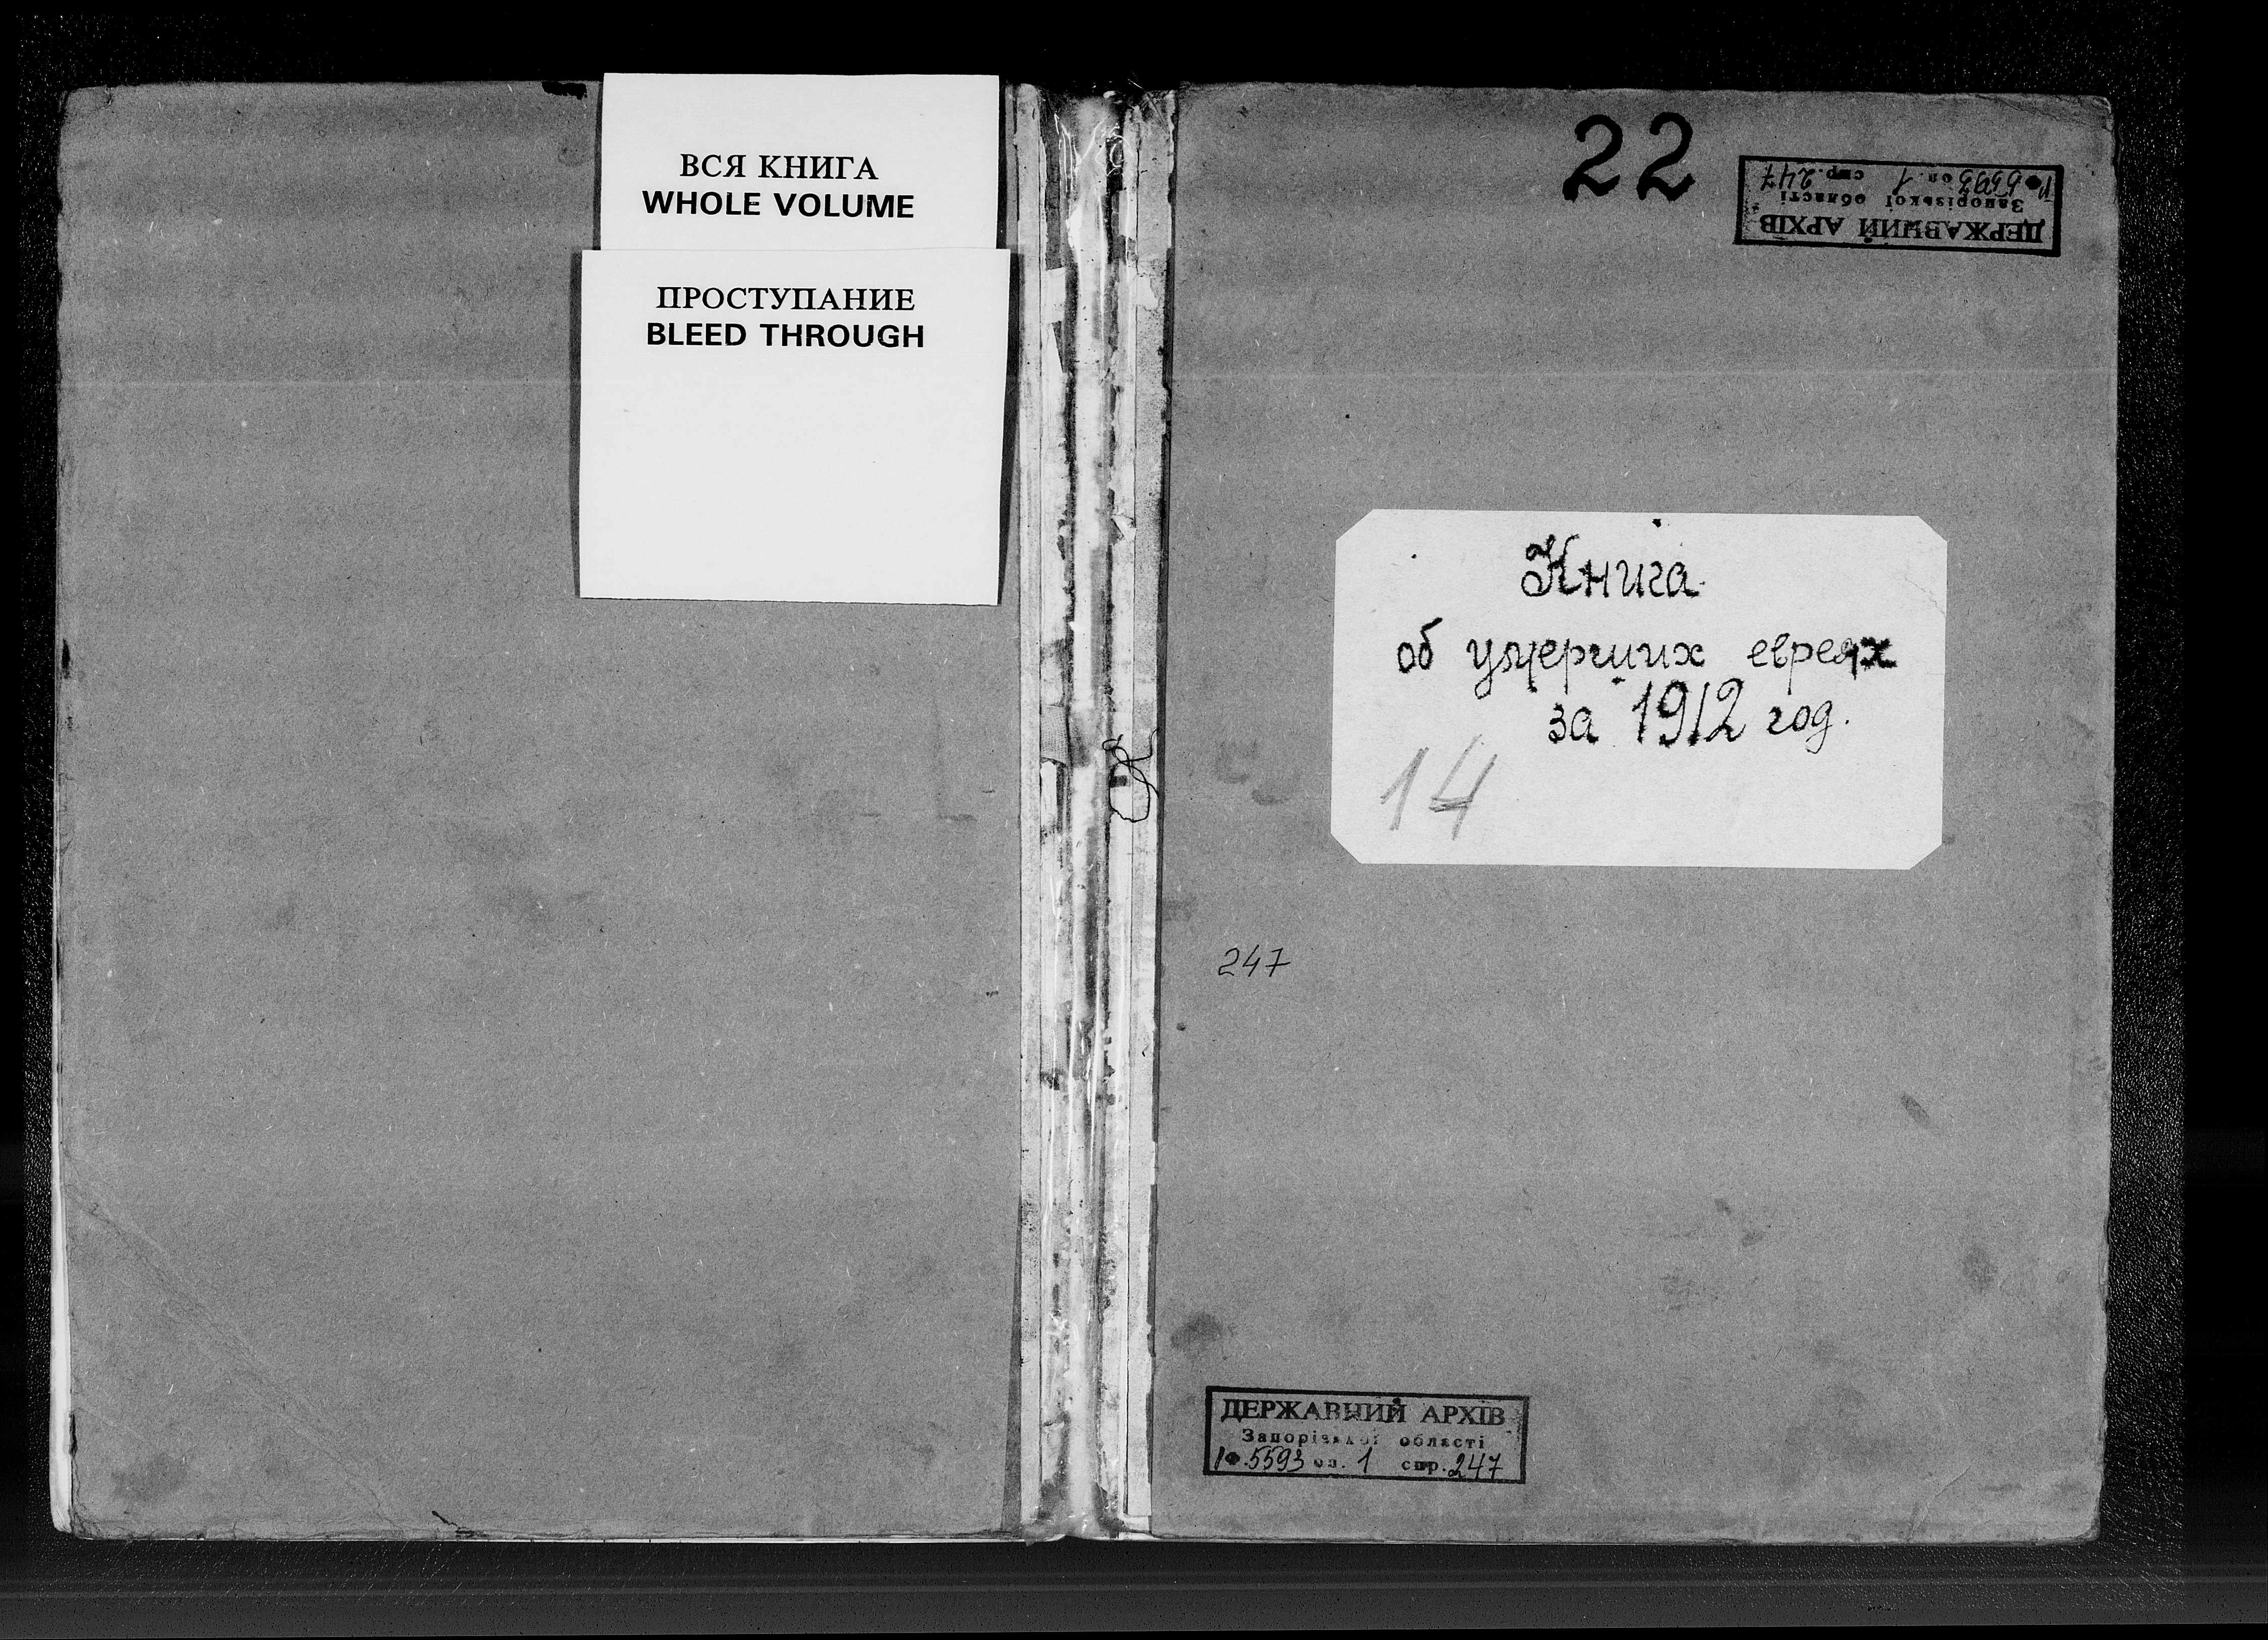 ВСЯ КНИГА
WHOLE VOLUME
ПРОСТУПАНИЕ
BLEED THROUGH
22
ДЕРЖАВНИЙ АРХІВ
Запорізької області
Ф. 5593 оп. 1 спр. 247
Книга
об умерших евреях
за 1912 год.
14
247
ДЕРЖАВНИЙ АРХІВ
Запорізької області
Ф. 5593 оп. 1 спр. 247